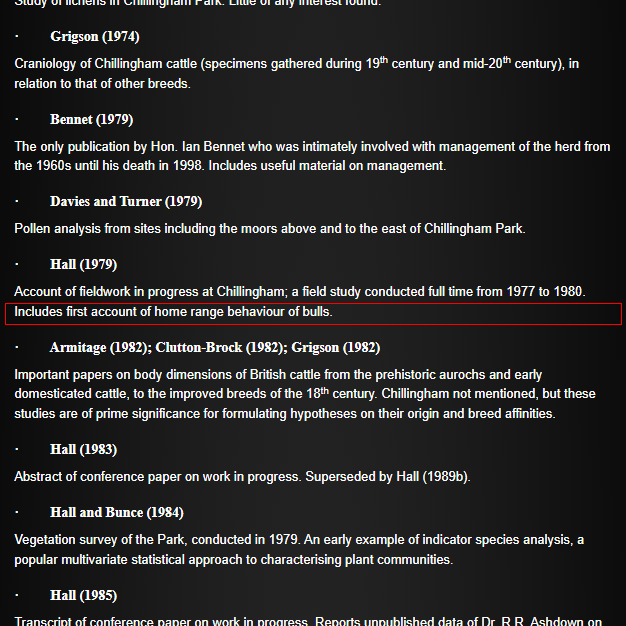 Study of lichens in Chillingham Park. Little of any interest found.
· Grigson (1974)
Craniology of Chillingham cattle (specimens gathered during 19th century and mid-20th century), in
relation to that of other breeds.
· Bennet (1979)
The only publication by Hon. Ian Bennet who was intimately involved with management of the herd from
the 1960s until his death in 1998. Includes useful material on management.
· Davies and Turner (1979)
Pollen analysis from sites including the moors above and to the east of Chillingham Park.
· Hall (1979)
Account of fieldwork in progress at Chillingham; a field study conducted full time from 1977 to 1980.
Includes first account of home range behaviour of bulls.
· Armitage (1982); Clutton-Brock (1982); Grigson (1982)
Important papers on body dimensions of British cattle from the prehistoric aurochs and early
domesticated cattle, to the improved breeds of the 18th century. Chillingham not mentioned, but these
studies are of prime significance for formulating hypotheses on their origin and breed affinities.
· Hall (1983)
Abstract of conference paper on work in progress. Superseded by Hall (1989b).
· Hall and Bunce (1984)
Vegetation survey of the Park, conducted in 1979. An early example of indicator species analysis, a
popular multivariate statistical approach to characterising plant communities.
· Hall (1985)
Transcript of conference paper on work in progress. Reports unpublished data of Dr. R.R. Ashdown on